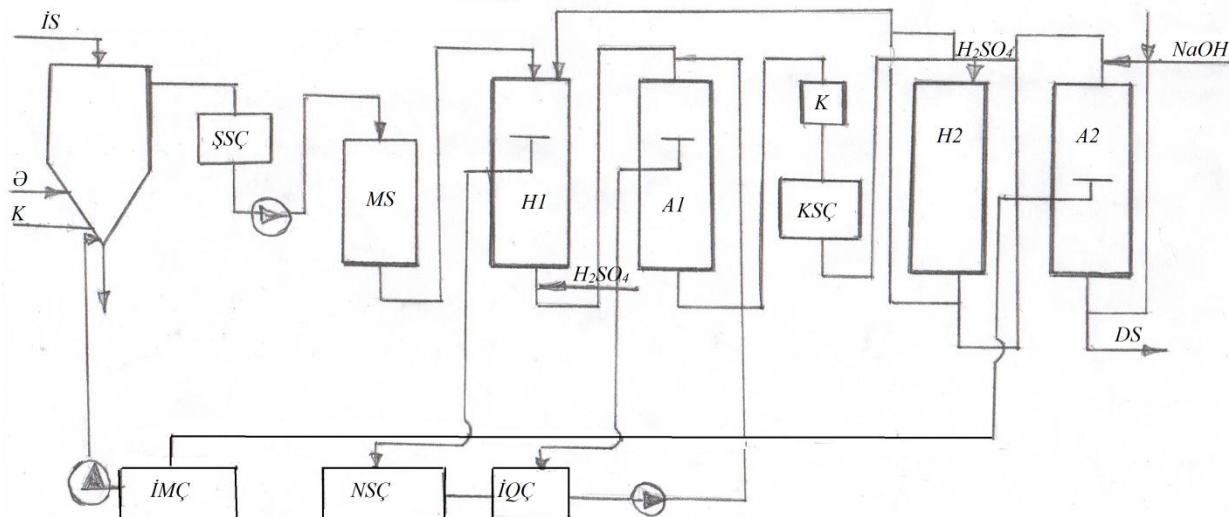 İS
H₂SO₄
NaOH
ŞSÇ
K
H2
A2
Ə
K
MS
H1
A1
KSÇ
H₂SO₄
DS
İMÇ
NSÇ
İQÇ